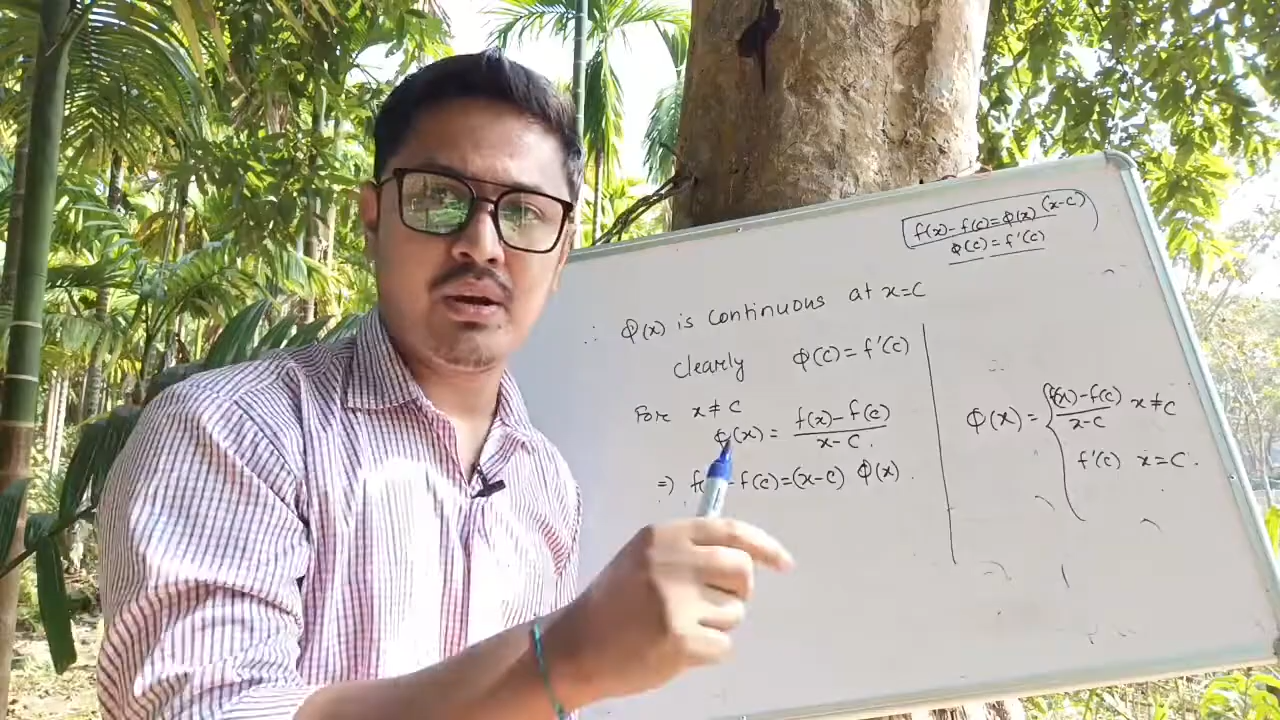 f(x)-f(c)=Φ(x)(x-c)
Φ(c)=f'(c)
∴ Φ(x) is continuous at x=c
clearly Φ(c)=f'(c)
For x≠c
Φ(x)= f(x)-f(c) / x-c.
=) f( -f(c)=(x-c) Φ(x).
Φ(x)= { f(x)-f(c) / x-c x≠c
f'(c) x=c.